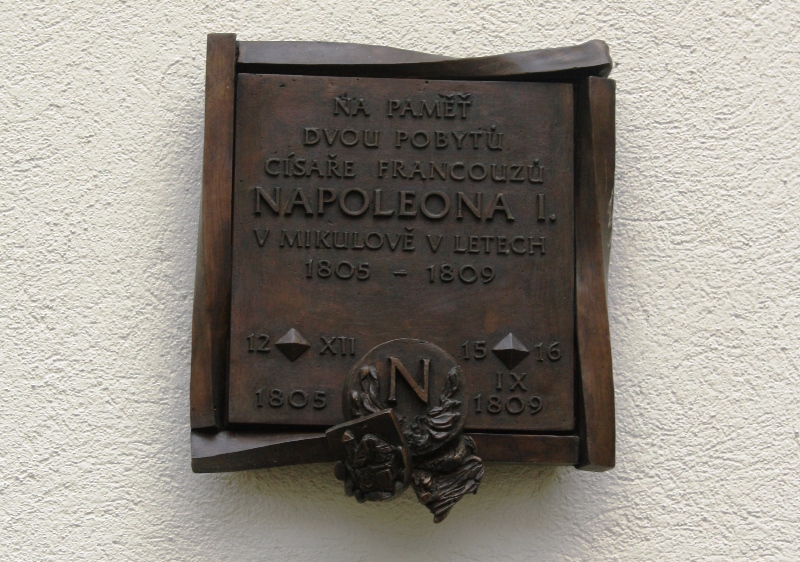 NA PAMĚŤ
DVOU POBYTŮ
CÍSAŘE FRANCOUZŮ
NAPOLEONA I.
V MIKULOVĚ V LETECH
1805 – 1809
12 ◆ XII
1805
N
15 ◆ 16
IX
1809